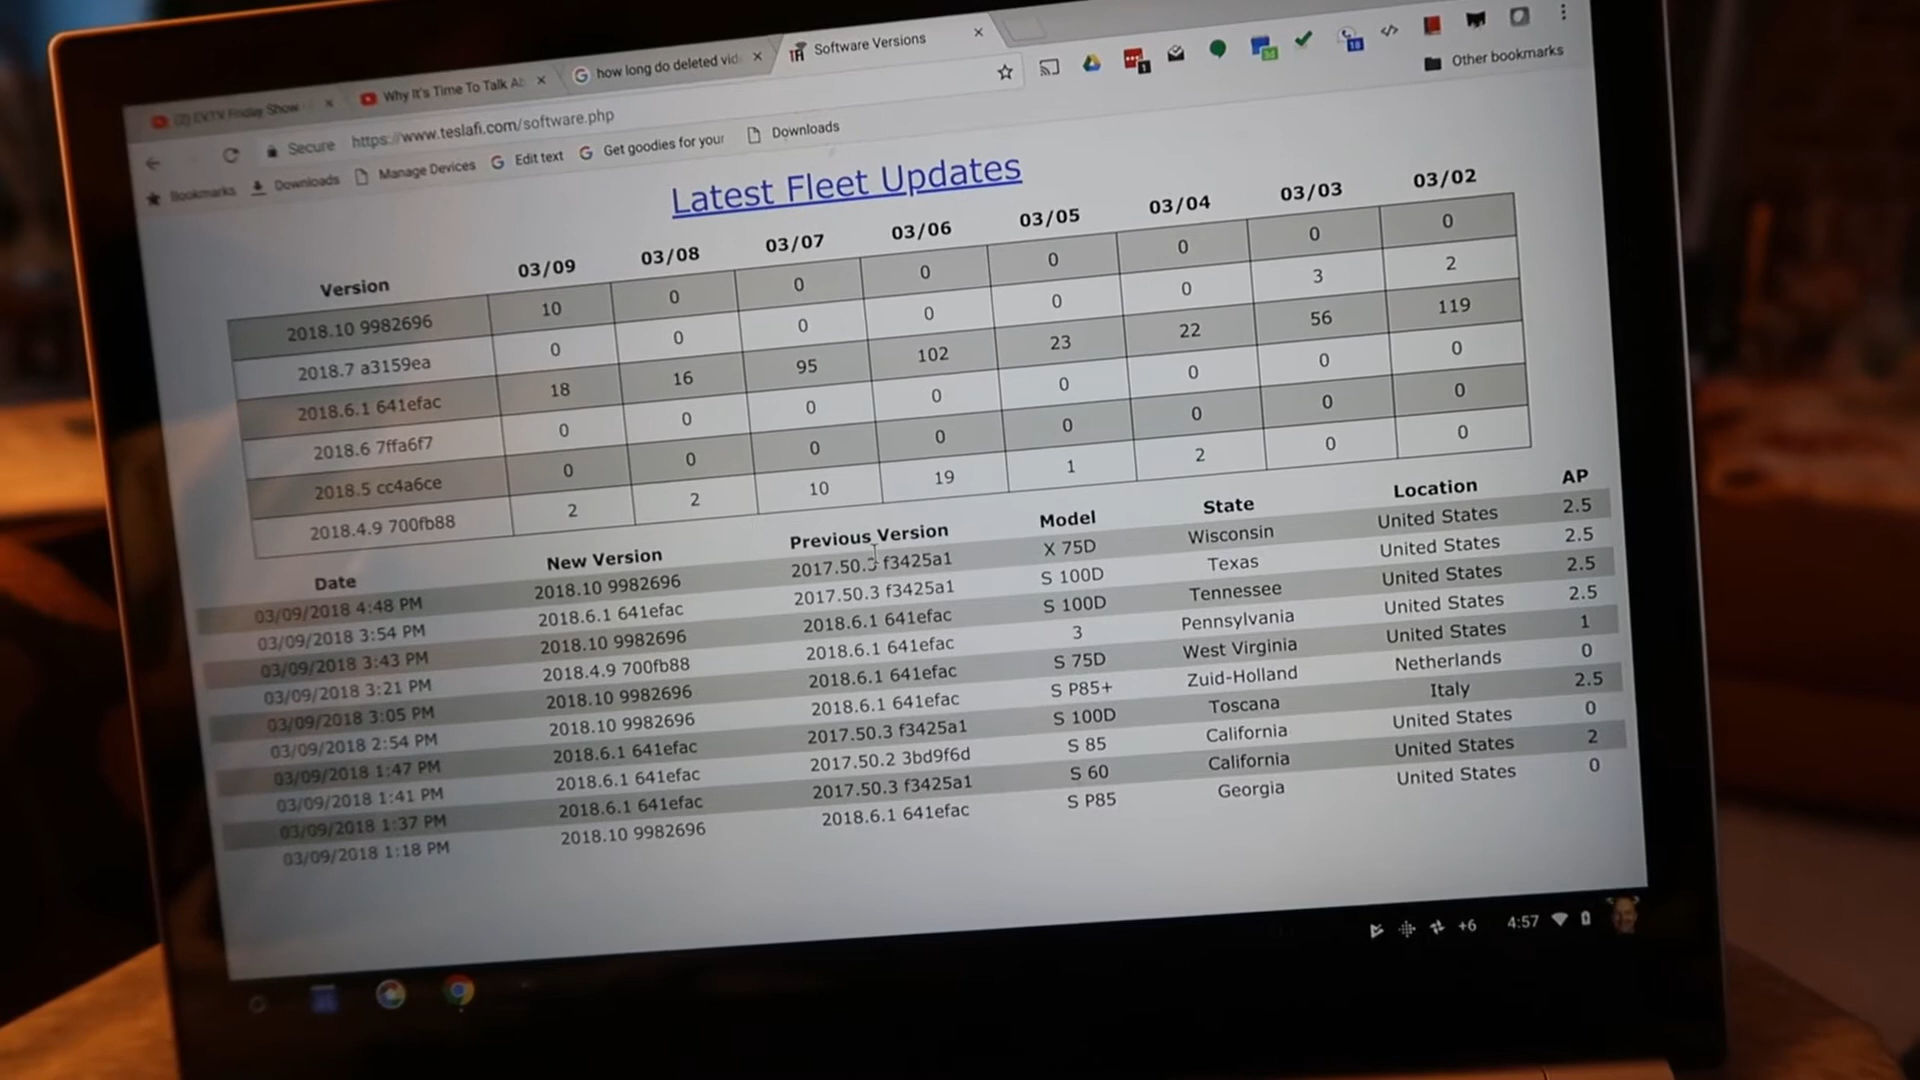 (2) EVTV Friday Show
Why It's Time To Talk Ab
how long do deleted vid
Software Versions
Secure https://www.teslafi.com/software.php
Bookmarks Downloads Manage Devices Edit text Get goodies for your Downloads Other bookmarks
Latest Fleet Updates
Version 03/09 03/08 03/07 03/06 03/05 03/04 03/03 03/02
2018.10 9982696 10 0 0 0 0 0 0 0
2018.7 a3159ea 0 0 0 0 0 0 3 2
2018.6.1 641efac 18 16 95 102 23 22 56 119
2018.6 7ffa6f7 0 0 0 0 0 0 0 0
2018.5 cc4a6ce 0 0 0 0 0 0 0 0
2018.4.9 700fb88 2 2 10 19 1 2 0 0
Date New Version Previous Version Model State Location AP
03/09/2018 4:48 PM 2018.10 9982696 2017.50.3 f3425a1 X 75D Wisconsin United States 2.5
03/09/2018 3:54 PM 2018.6.1 641efac 2017.50.3 f3425a1 S 100D Texas United States 2.5
03/09/2018 3:43 PM 2018.10 9982696 2018.6.1 641efac S 100D Tennessee United States 2.5
03/09/2018 3:21 PM 2018.4.9 700fb88 2018.6.1 641efac 3 Pennsylvania United States 2.5
03/09/2018 3:05 PM 2018.10 9982696 2018.6.1 641efac S 75D West Virginia United States 1
03/09/2018 2:54 PM 2018.10 9982696 2018.6.1 641efac S P85+ Zuid-Holland Netherlands 0
03/09/2018 1:47 PM 2018.6.1 641efac 2017.50.3 f3425a1 S 100D Toscana Italy 2.5
03/09/2018 1:41 PM 2018.6.1 641efac 2017.50.2 3bd9f6d S 85 California United States 0
03/09/2018 1:37 PM 2018.6.1 641efac 2017.50.3 f3425a1 S 60 California United States 2
03/09/2018 1:18 PM 2018.10 9982696 2018.6.1 641efac S P85 Georgia United States 0
+6 4:57